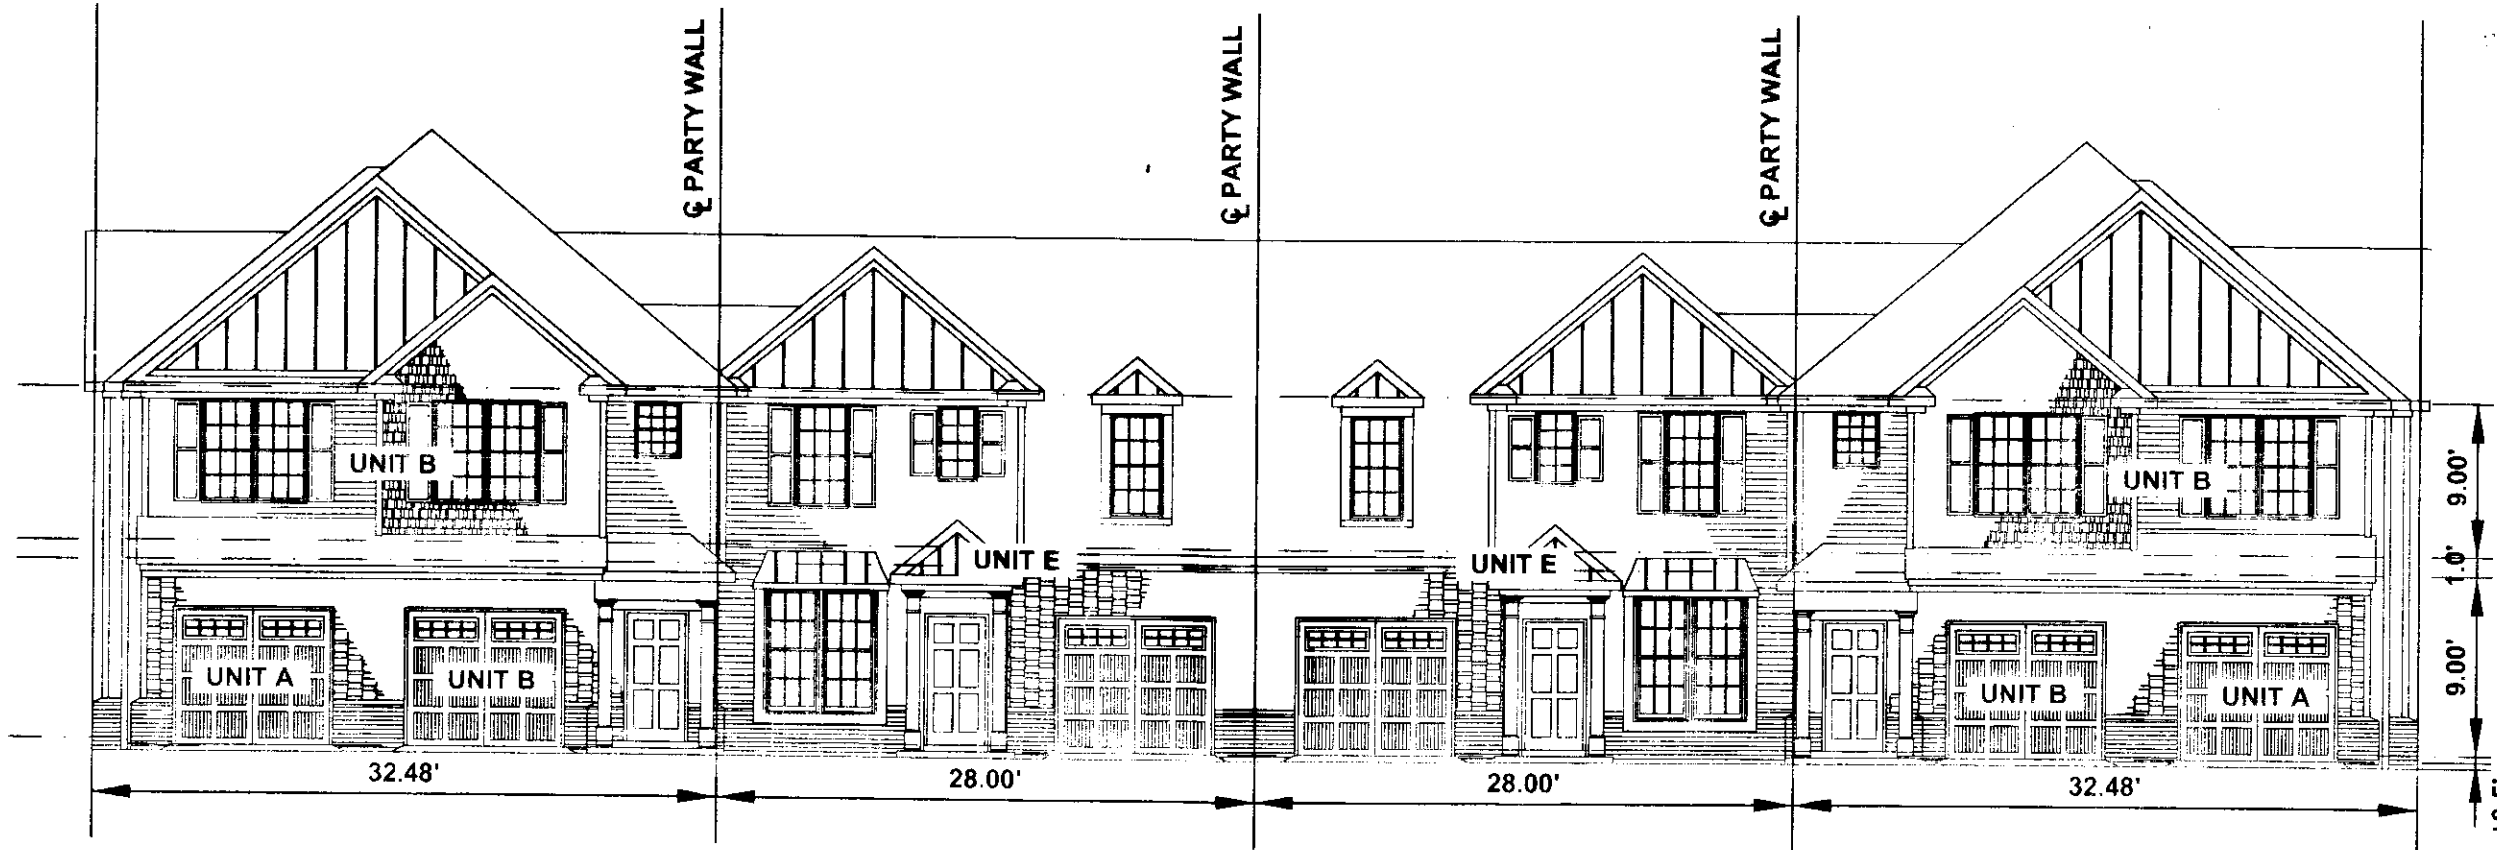 ℄ PARTY WALL
℄ PARTY WALL
℄ PARTY WALL
UNIT B
UNIT B
UNIT E
UNIT E
UNIT A
UNIT B
UNIT B
UNIT A
9.00'
1.0'
9.00'
32.48'
28.00'
28.00'
32.48'